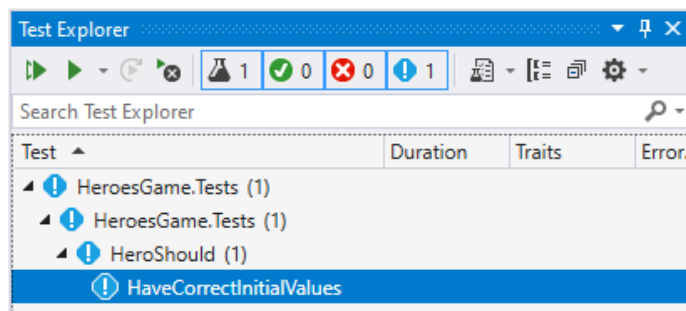 Test Explorer
1 0 0 1
Search Test Explorer
Test Duration Traits Error
HeroesGame.Tests (1)
HeroesGame.Tests (1)
HeroShould (1)
HaveCorrectInitialValues